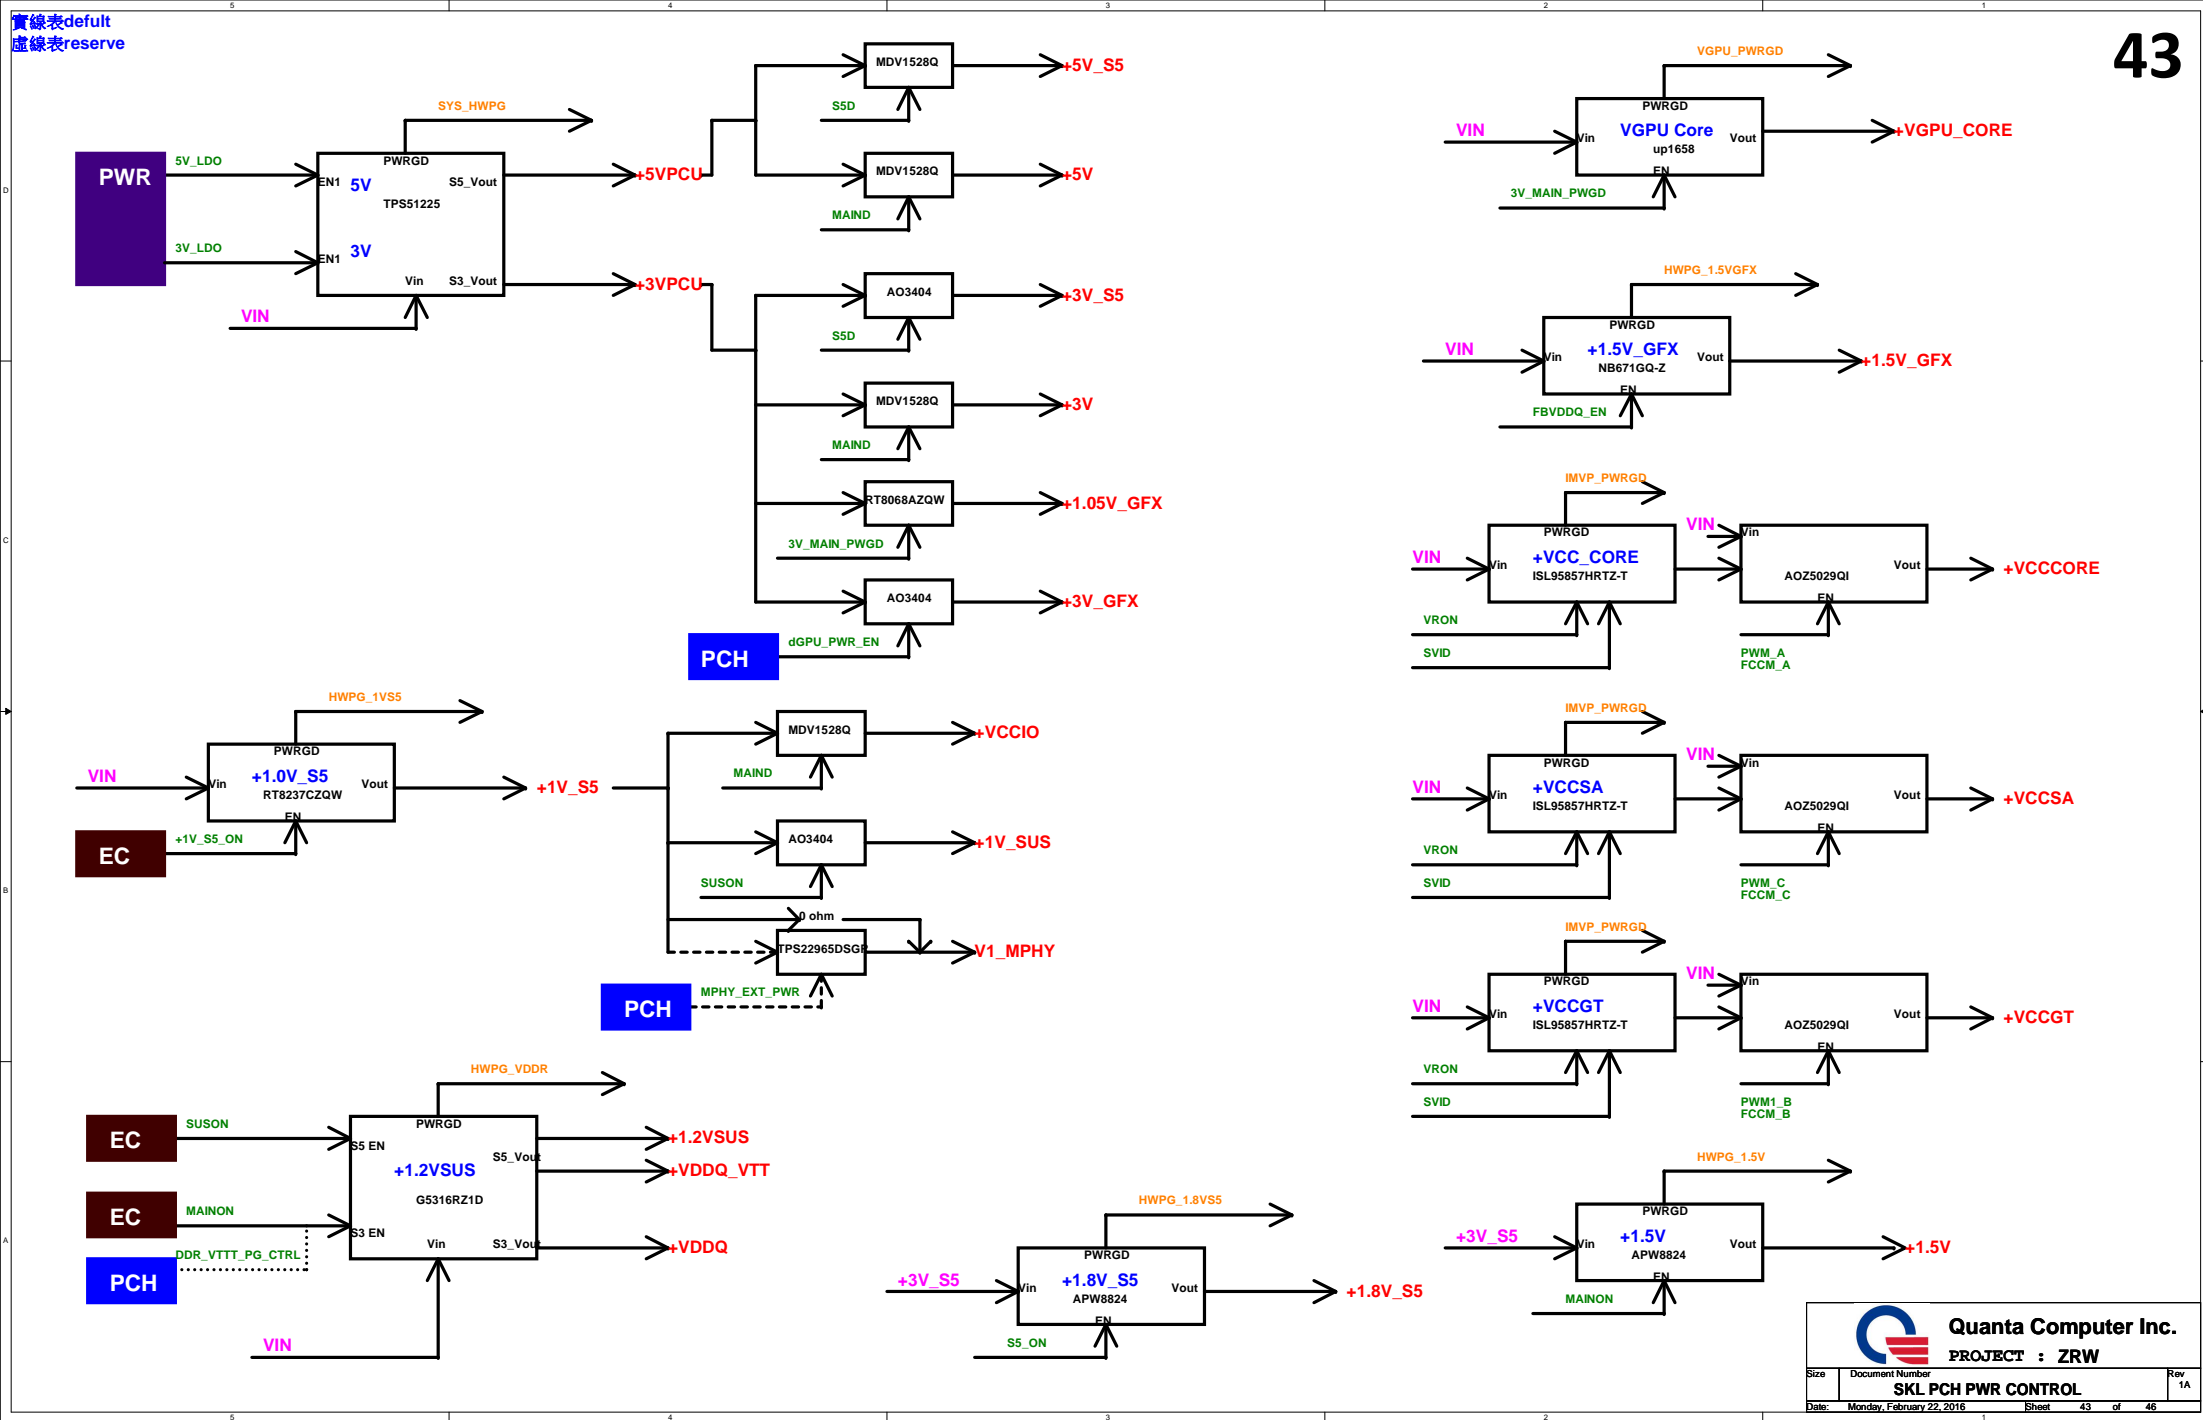 5
4
3
2
1
實線表defult
虛線表reserve
43
PWR
5V_LDO
3V_LDO
SYS_HWPG
PWRGD
EN1
5V
S5_Vout
TPS51225
EN1
3V
Vin
S3_Vout
VIN
+5VPCU
+3VPCU
MDV1528Q
+5V_S5
S5D
MDV1528Q
+5V
MAIND
AO3404
+3V_S5
S5D
MDV1528Q
+3V
MAIND
RT8068AZQW
+1.05V_GFX
3V_MAIN_PWGD
AO3404
+3V_GFX
PCH
dGPU_PWR_EN
VGPU_PWRGD
PWRGD
VIN
Vin
VGPU Core
Vout
up1658
EN
+VGPU_CORE
3V_MAIN_PWGD
HWPG_1.5VGFX
PWRGD
VIN
Vin
+1.5V_GFX
Vout
NB671GQ-Z
EN
+1.5V_GFX
FBVDDQ_EN
IMVP_PWRGD
PWRGD
VIN
Vin
+VCC_CORE
ISL95857HRTZ-T
VRON
SVID
VIN
Vin
AOZ5029QI
Vout
EN
+VCCCORE
PWM_A
FCCM_A
HWPG_1VS5
PWRGD
VIN
Vin
+1.0V_S5
Vout
RT8237CZQW
EN
EC
+1V_S5_ON
+1V_S5
MDV1528Q
+VCCIO
MAIND
AO3404
+1V_SUS
SUSON
0 ohm
TPS22965DSGR
V1_MPHY
PCH
MPHY_EXT_PWR
IMVP_PWRGD
PWRGD
VIN
Vin
+VCCSA
ISL95857HRTZ-T
VRON
SVID
VIN
Vin
AOZ5029QI
Vout
EN
+VCCSA
PWM_C
FCCM_C
IMVP_PWRGD
PWRGD
VIN
Vin
+VCCGT
ISL95857HRTZ-T
VRON
SVID
VIN
Vin
AOZ5029QI
Vout
EN
+VCCGT
PWM1_B
FCCM_B
HWPG_VDDR
PWRGD
EC
SUSON
S5 EN
S5_Vout
+1.2VSUS
G5316RZ1D
EC
MAINON
S3 EN
Vin
S3_Vout
PCH
DDR_VTTT_PG_CTRL
VIN
+1.2VSUS
+VDDQ_VTT
+VDDQ
HWPG_1.8VS5
PWRGD
+3V_S5
Vin
+1.8V_S5
Vout
APW8824
EN
+1.8V_S5
S5_ON
HWPG_1.5V
PWRGD
+3V_S5
Vin
+1.5V
Vout
APW8824
EN
+1.5V
MAINON
D
C
B
A
Quanta Computer Inc.
PROJECT : ZRW
Size
Document Number
Rev
SKL PCH PWR CONTROL
1A
Date: Monday, February 22, 2016 Sheet 43 of 46
5
4
3
2
1